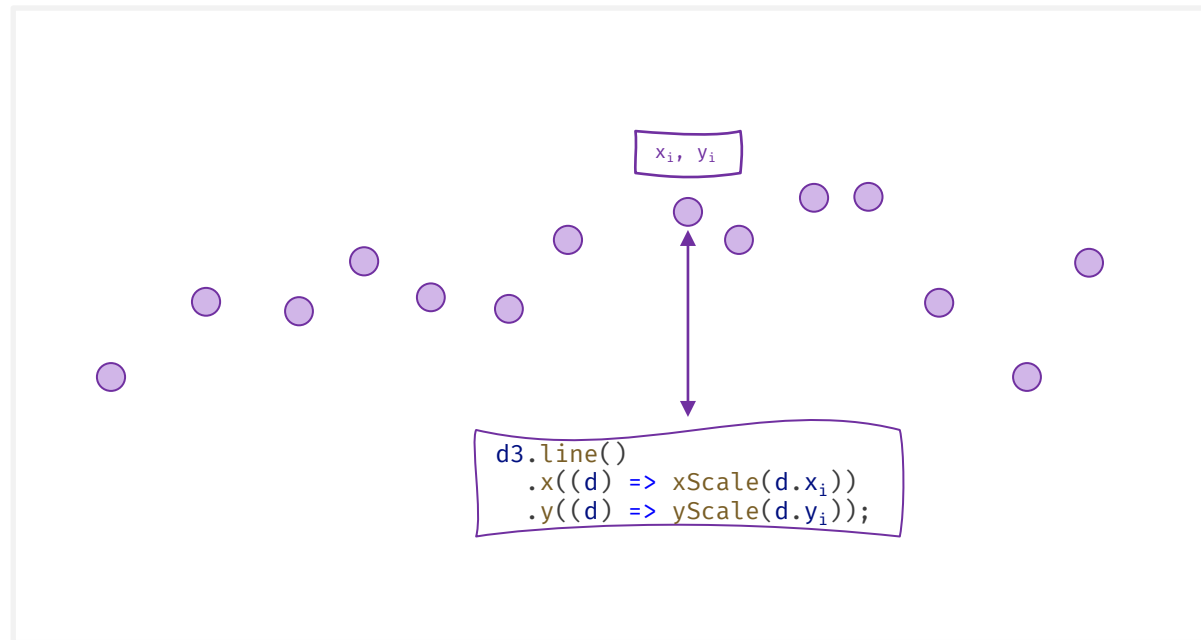 xᵢ, yᵢ
d3.line()
  .x((d) => xScale(d.xᵢ))
  .y((d) => yScale(d.yᵢ));